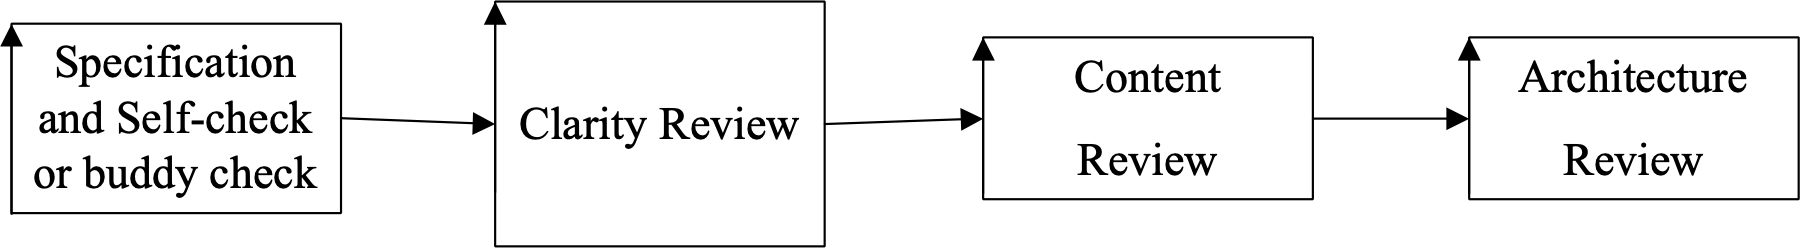 Specification
and Self-check
or buddy check
Clarity Review
Content
Review
Architecture
Review